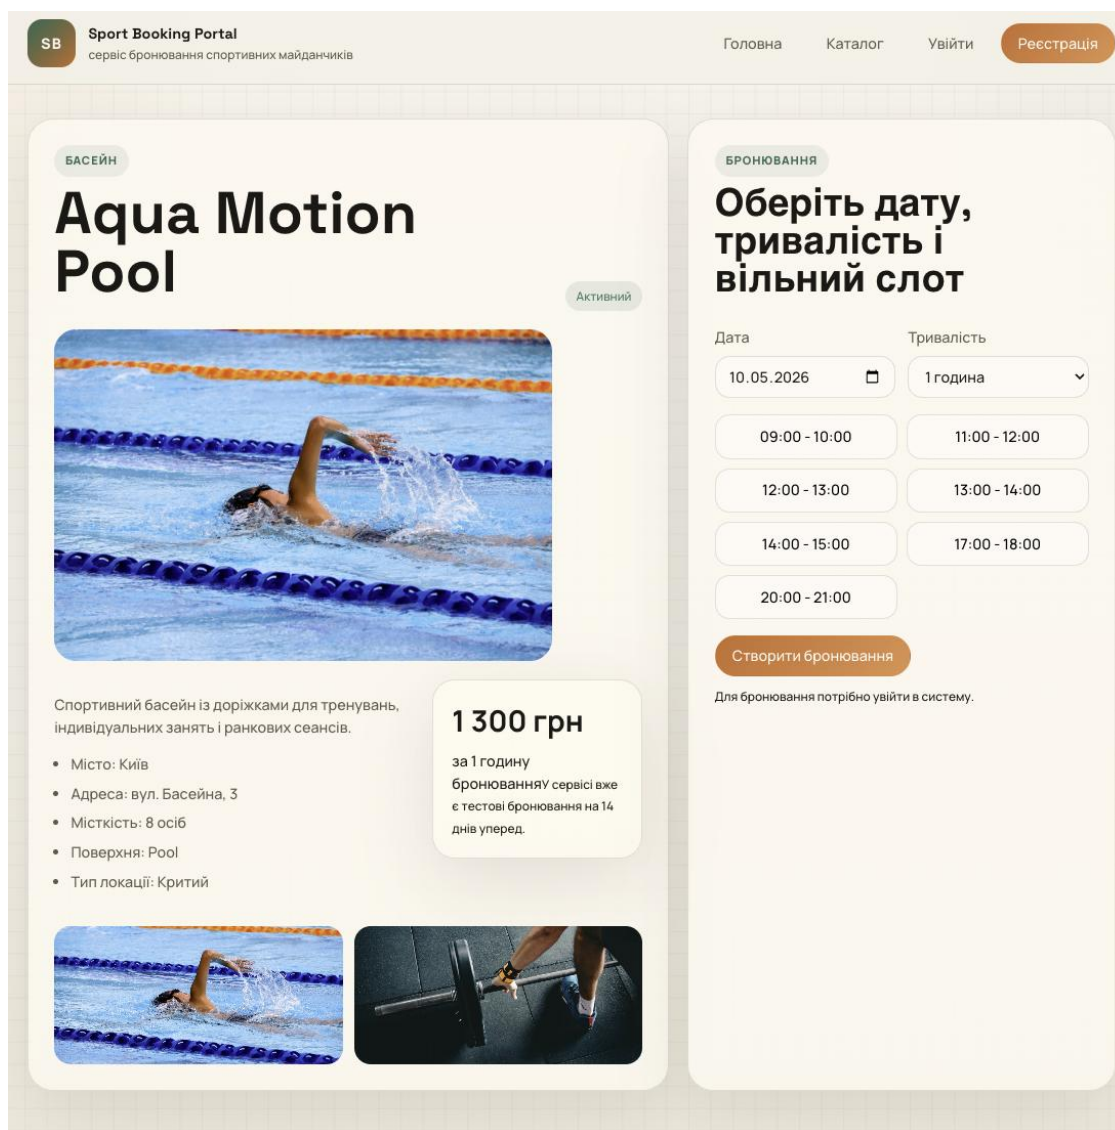 SB
Sport Booking Portal
сервіс бронювання спортивних майданчиків
Головна
Каталог
Увійти
Реєстрація
БАСЕЙН
Aqua Motion
Pool
Активний
Спортивний басейн із доріжками для тренувань,
індивідуальних занять і ранкових сеансів.
Місто: Київ
Адреса: вул. Басейна, 3
Місткість: 8 осіб
Поверхня: Pool
Тип локації: Критий
1 300 грн
за 1 годину
бронюванняУ сервісі вже
є тестові бронювання на 14
днів уперед.
БРОНЮВАННЯ
Оберіть дату,
тривалість і
вільний слот
Дата
Тривалість
10.05.2026
1 година
09:00 - 10:00
11:00 - 12:00
12:00 - 13:00
13:00 - 14:00
14:00 - 15:00
17:00 - 18:00
20:00 - 21:00
Створити бронювання
Для бронювання потрібно увійти в систему.